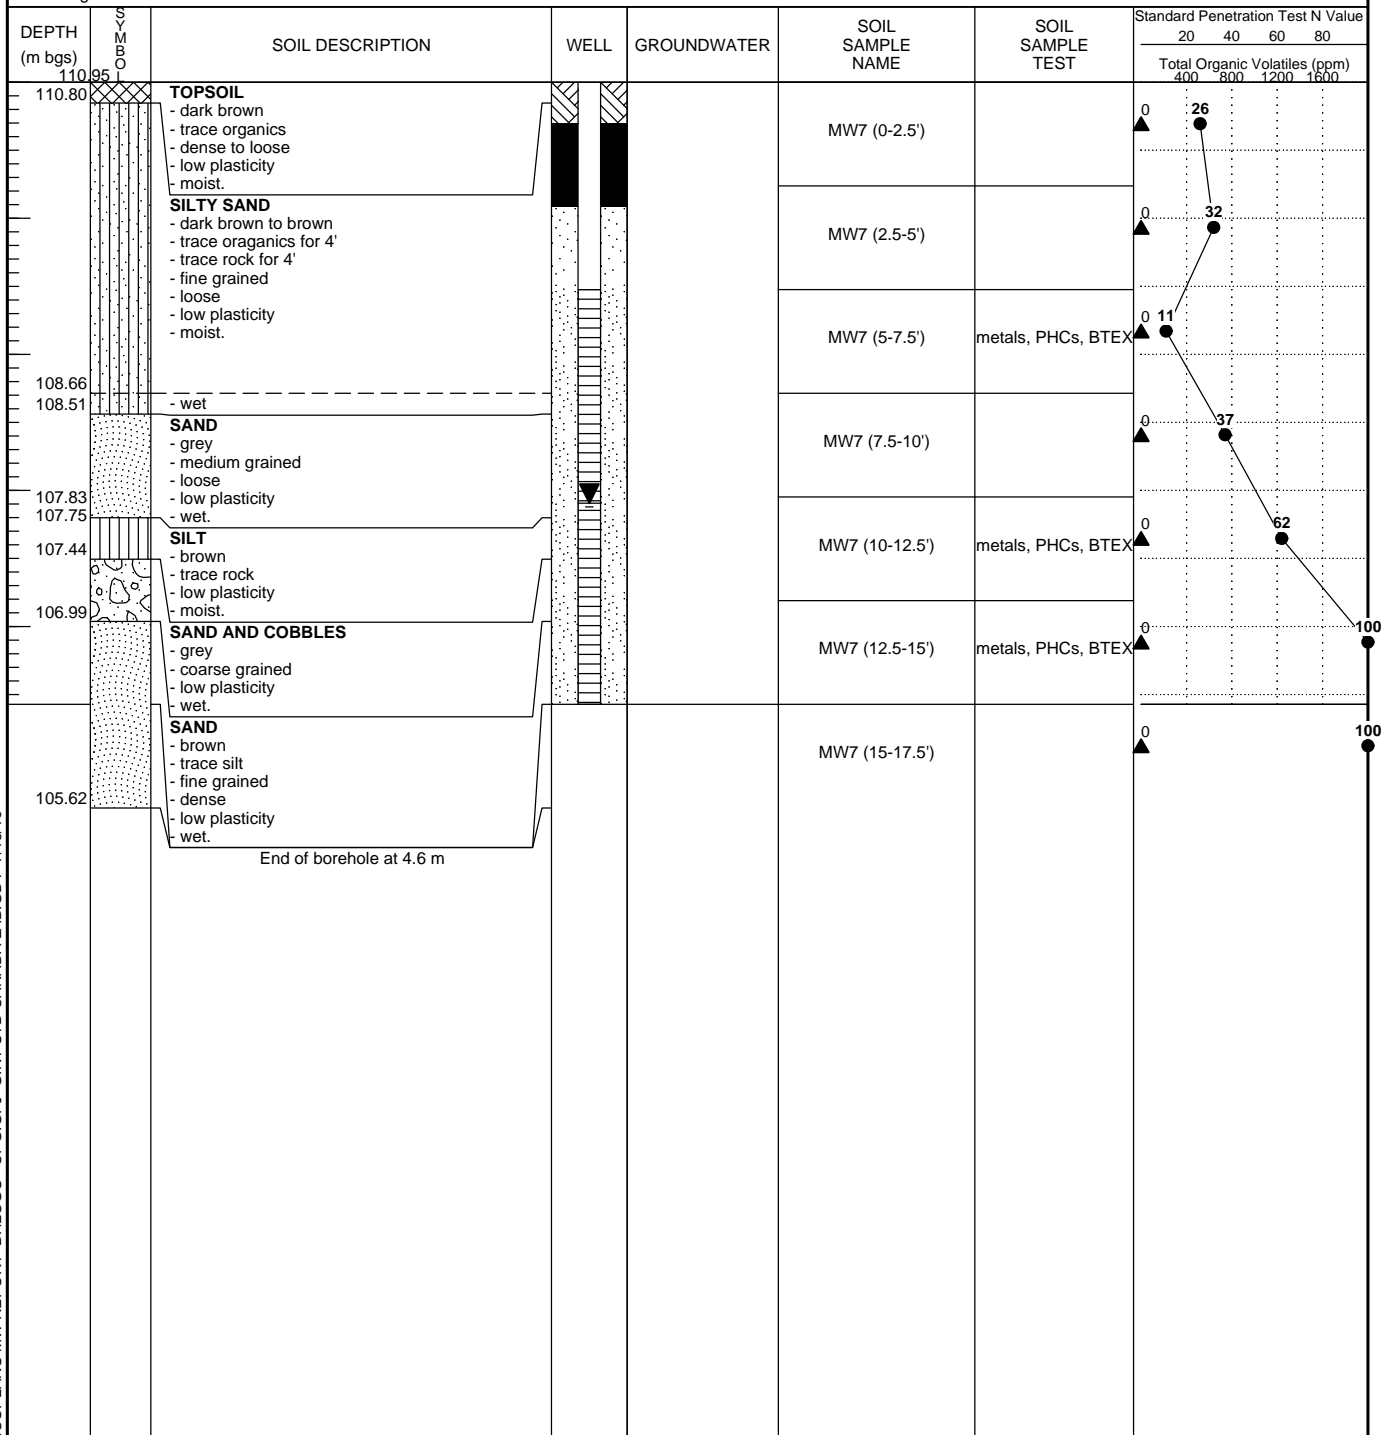 DEPTH
(m bgs)
SYMBOL
SOIL DESCRIPTION
WELL
GROUNDWATER
SOIL
SAMPLE
NAME
SOIL
SAMPLE
TEST
Standard Penetration Test N Value
20 40 60 80
Total Organic Volatiles (ppm)
400 800 1200 1600
110.95
110.80
TOPSOIL
- dark brown
- trace organics
- dense to loose
- low plasticity
- moist.
MW7 (0-2.5')
0 26
SILTY SAND
- dark brown to brown
- trace oraganics for 4'
- trace rock for 4'
- fine grained
- loose
- low plasticity
- moist.
MW7 (2.5-5')
0 32
MW7 (5-7.5')
metals, PHCs, BTEX
0 11
108.66
108.51
- wet
SAND
- grey
- medium grained
- loose
- low plasticity
- wet.
MW7 (7.5-10')
0 37
107.83
107.75
SILT
- brown
- trace rock
- low plasticity
- moist.
107.44
MW7 (10-12.5')
metals, PHCs, BTEX
0 62
106.99
SAND AND COBBLES
- grey
- coarse grained
- low plasticity
- wet.
MW7 (12.5-15')
metals, PHCs, BTEX
0 100
SAND
- brown
- trace silt
- fine grained
- dense
- low plasticity
- wet.
MW7 (15-17.5')
0 100
105.62
End of borehole at 4.6 m